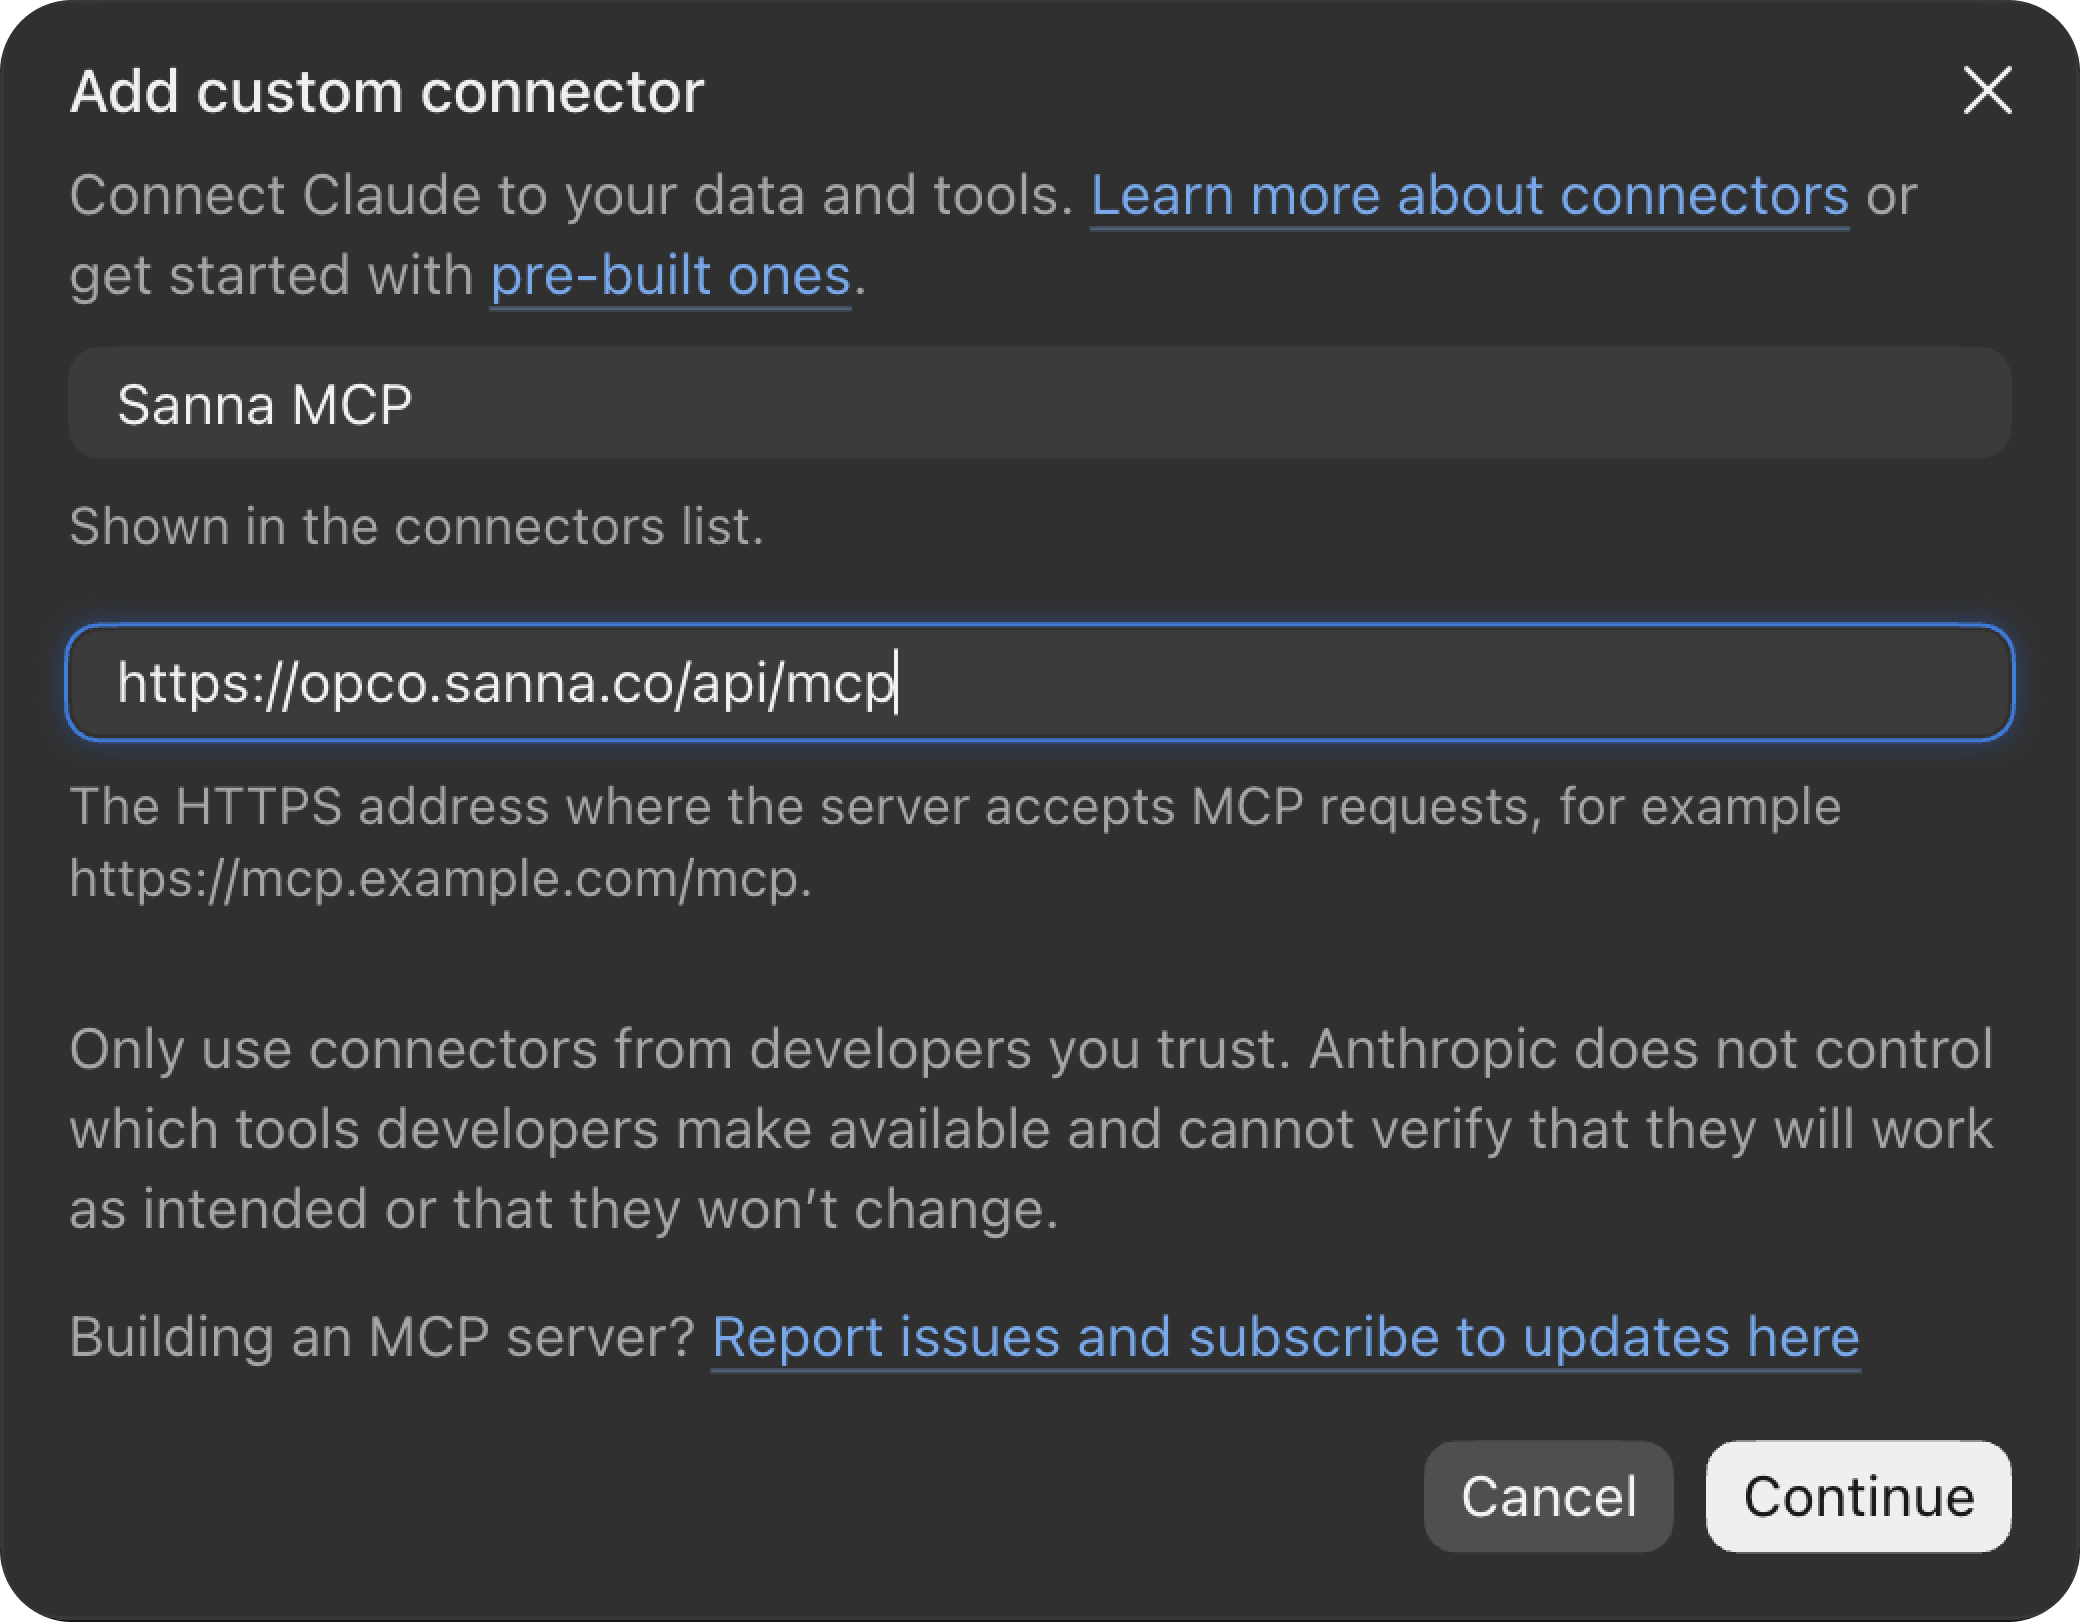 Add custom connector
Connect Claude to your data and tools. Learn more about connectors or
get started with pre-built ones.
Sanna MCP
Shown in the connectors list.
https://opco.sanna.co/api/mcp
The HTTPS address where the server accepts MCP requests, for example
https://mcp.example.com/mcp.
Only use connectors from developers you trust. Anthropic does not control
which tools developers make available and cannot verify that they will work
as intended or that they won’t change.
Building an MCP server? Report issues and subscribe to updates here
Cancel Continue